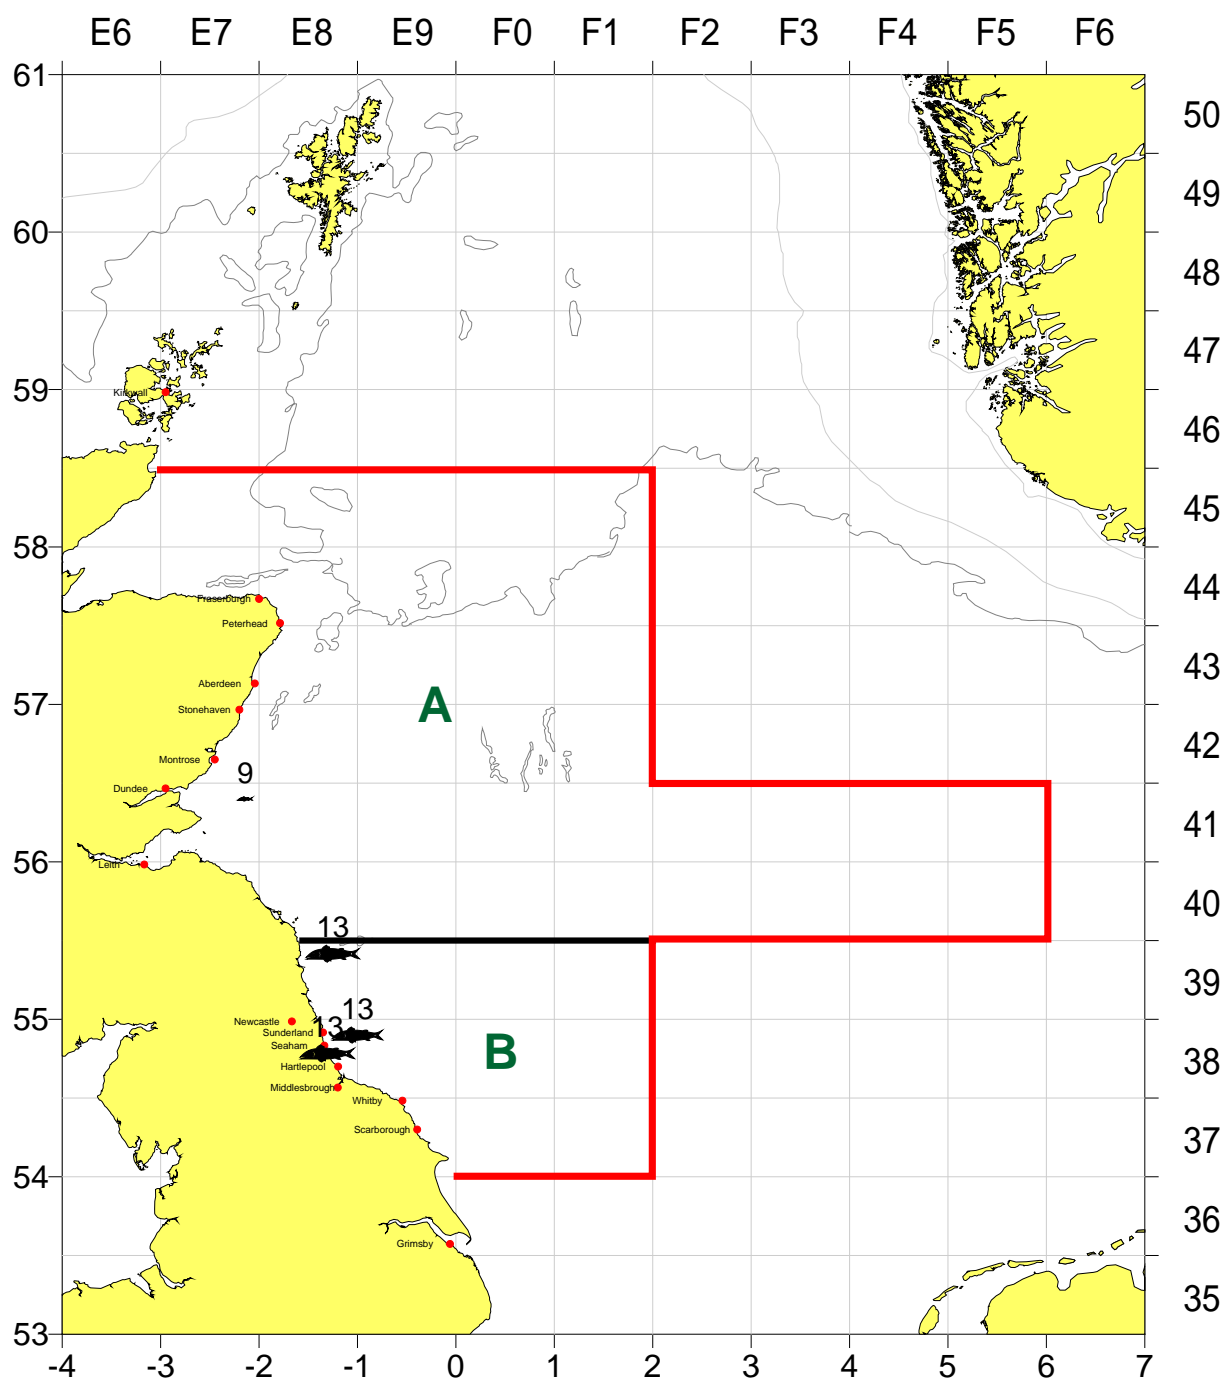 E6 E7 E8 E9 F0 F1 F2 F3 F4 F5 F6
61
50
49
60
48
47
59
Kirkwall
46
45
58
44
Fraserburgh
Peterhead
43
Aberdeen
57
A
Stonehaven
42
Montrose
9
Dundee
41
56
Leith
40
13
39
13
55
Newcastle
13
Sunderland
Seaham
B
38
Hartlepool
Middlesbrough
Whitby
Scarborough
37
54
36
Grimsby
35
53
-4 -3 -2 -1 0 1 2 3 4 5 6 7